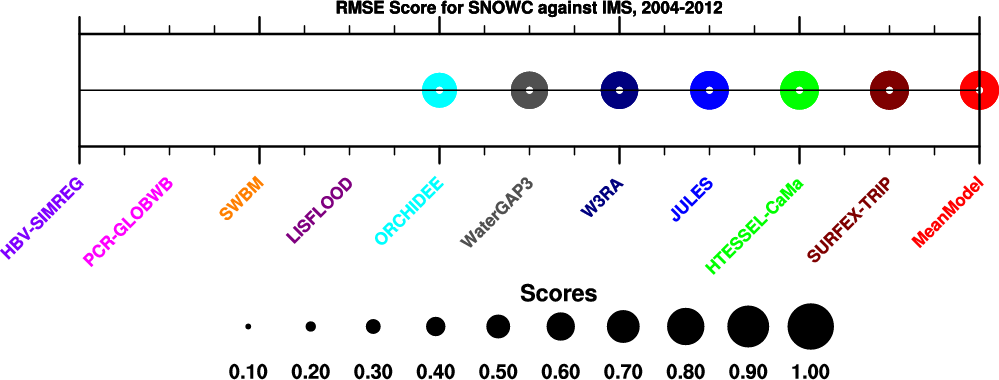 RMSE Score for SNOWC against IMS, 2004-2012
HBV-SIMREG
PCR-GLOBWB
SWBM
LISFLOOD
ORCHIDEE
WaterGAP3
W3RA
JULES
HTESSEL-CaMa
SURFEX-TRIP
MeanModel
Scores
0.10 0.20 0.30 0.40 0.50 0.60 0.70 0.80 0.90 1.00